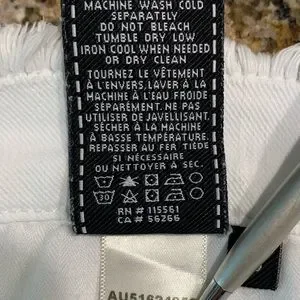 MACHINE WASH COLD
SEPARATELY
DO NOT BLEACH
TUMBLE DRY LOW
IRON COOL WHEN NEEDED
OR DRY CLEAN
TOURNEZ LE VÊTEMENT
À L'ENVERS, LAVER À LA
MACHINE À L'EAU FROIDE
SÉPARÉMENT. NE PAS
UTILISER DE JAVELLISANT.
SÉCHER À LA MACHINE
À BASSE TEMPÉRATURE.
REPASSER AU FER TIÈDE
SI NÉCESSAIRE
OU NETTOYER À SEC.
30
RN# 115561
CA# 56266